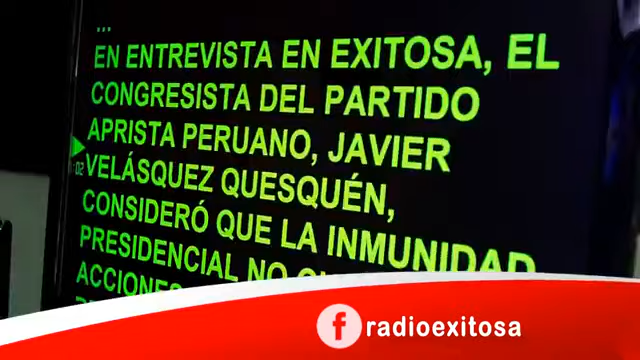 ...
EN ENTREVISTA EN EXITOSA, EL
CONGRESISTA DEL PARTIDO
APRISTA PERUANO, JAVIER
VELÁSQUEZ QUESQUÉN,
CONSIDERÓ QUE LA INMUNIDAD
PRESIDENCIAL NO
ACCIONES
f radioexitosa